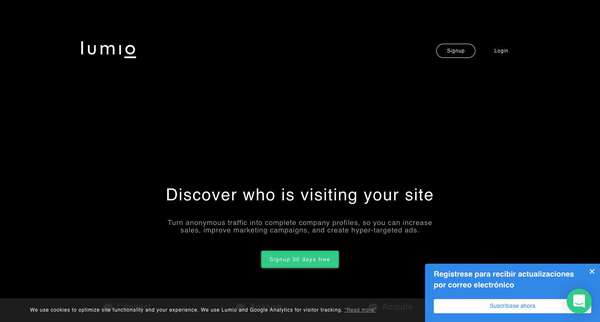 lumio
Signup
Login
Discover who is visiting your site
Turn anonymous traffic into complete company profiles, so you can increase
sales, improve marketing campaigns, and create hyper-targeted ads.
Signup 30 days free
Regístrese para recibir actualizaciones
por correo electrónico
Suscríbase ahora
We use cookies to optimize site functionality and your experience. We use Lumio and Google Analytics for visitor tracking. "Read more"